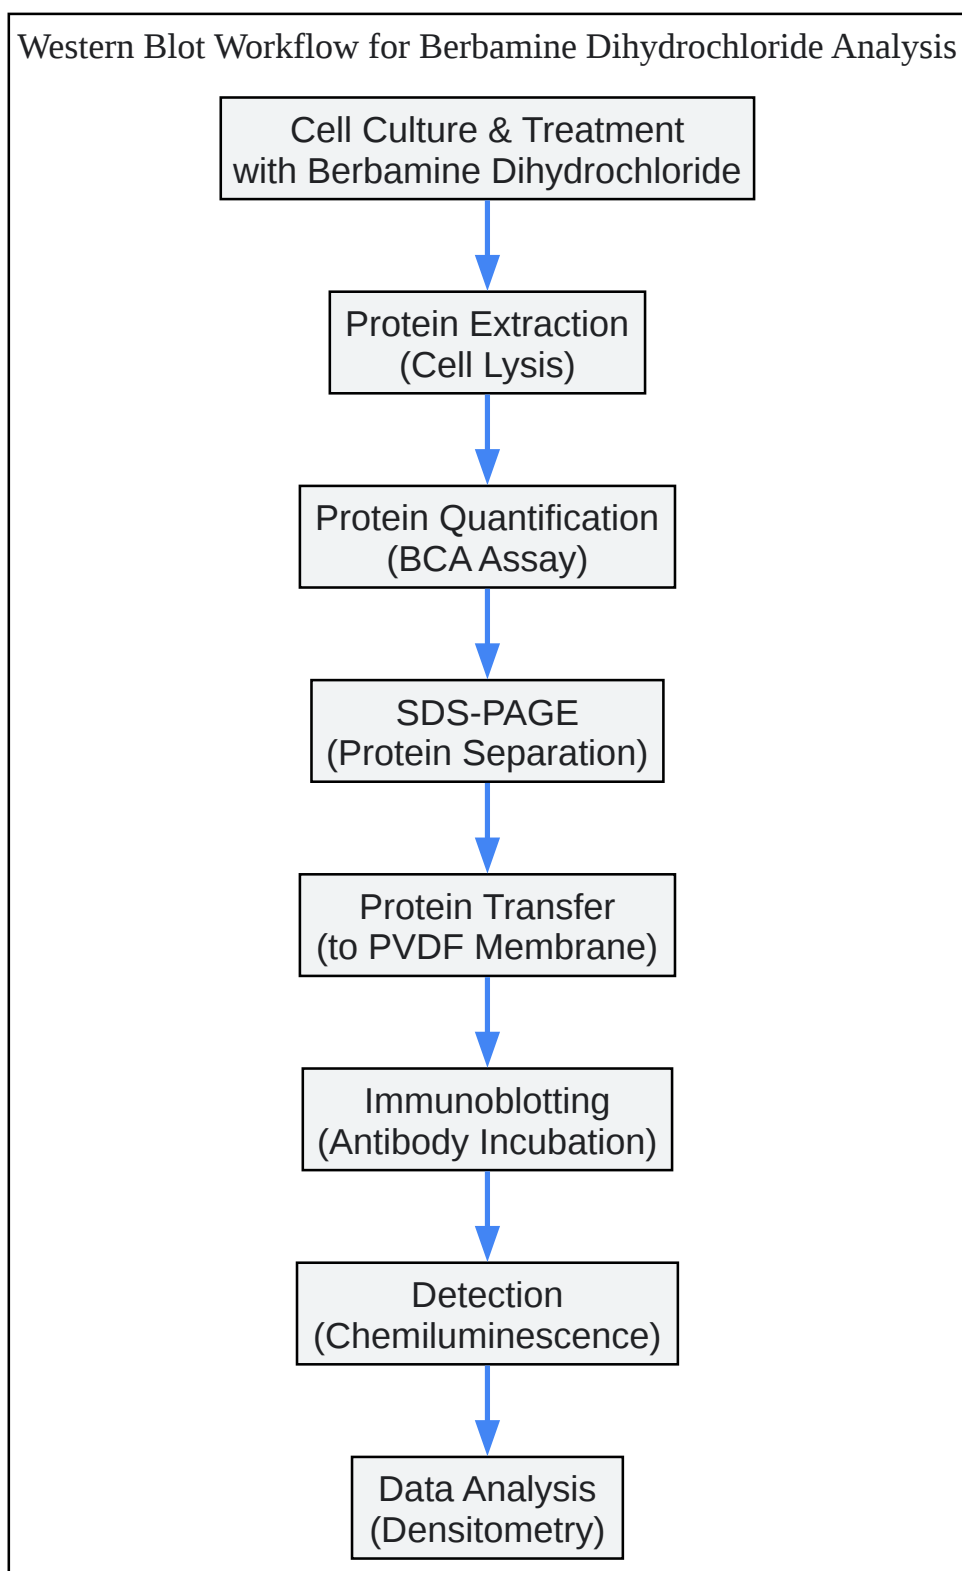 Western Blot Workflow for Berbamine Dihydrochloride Analysis
Cell Culture & Treatment
with Berbamine Dihydrochloride
Protein Extraction
(Cell Lysis)
Protein Quantification
(BCA Assay)
SDS-PAGE
(Protein Separation)
Protein Transfer
(to PVDF Membrane)
Immunoblotting
(Antibody Incubation)
Detection
(Chemiluminescence)
Data Analysis
(Densitometry)